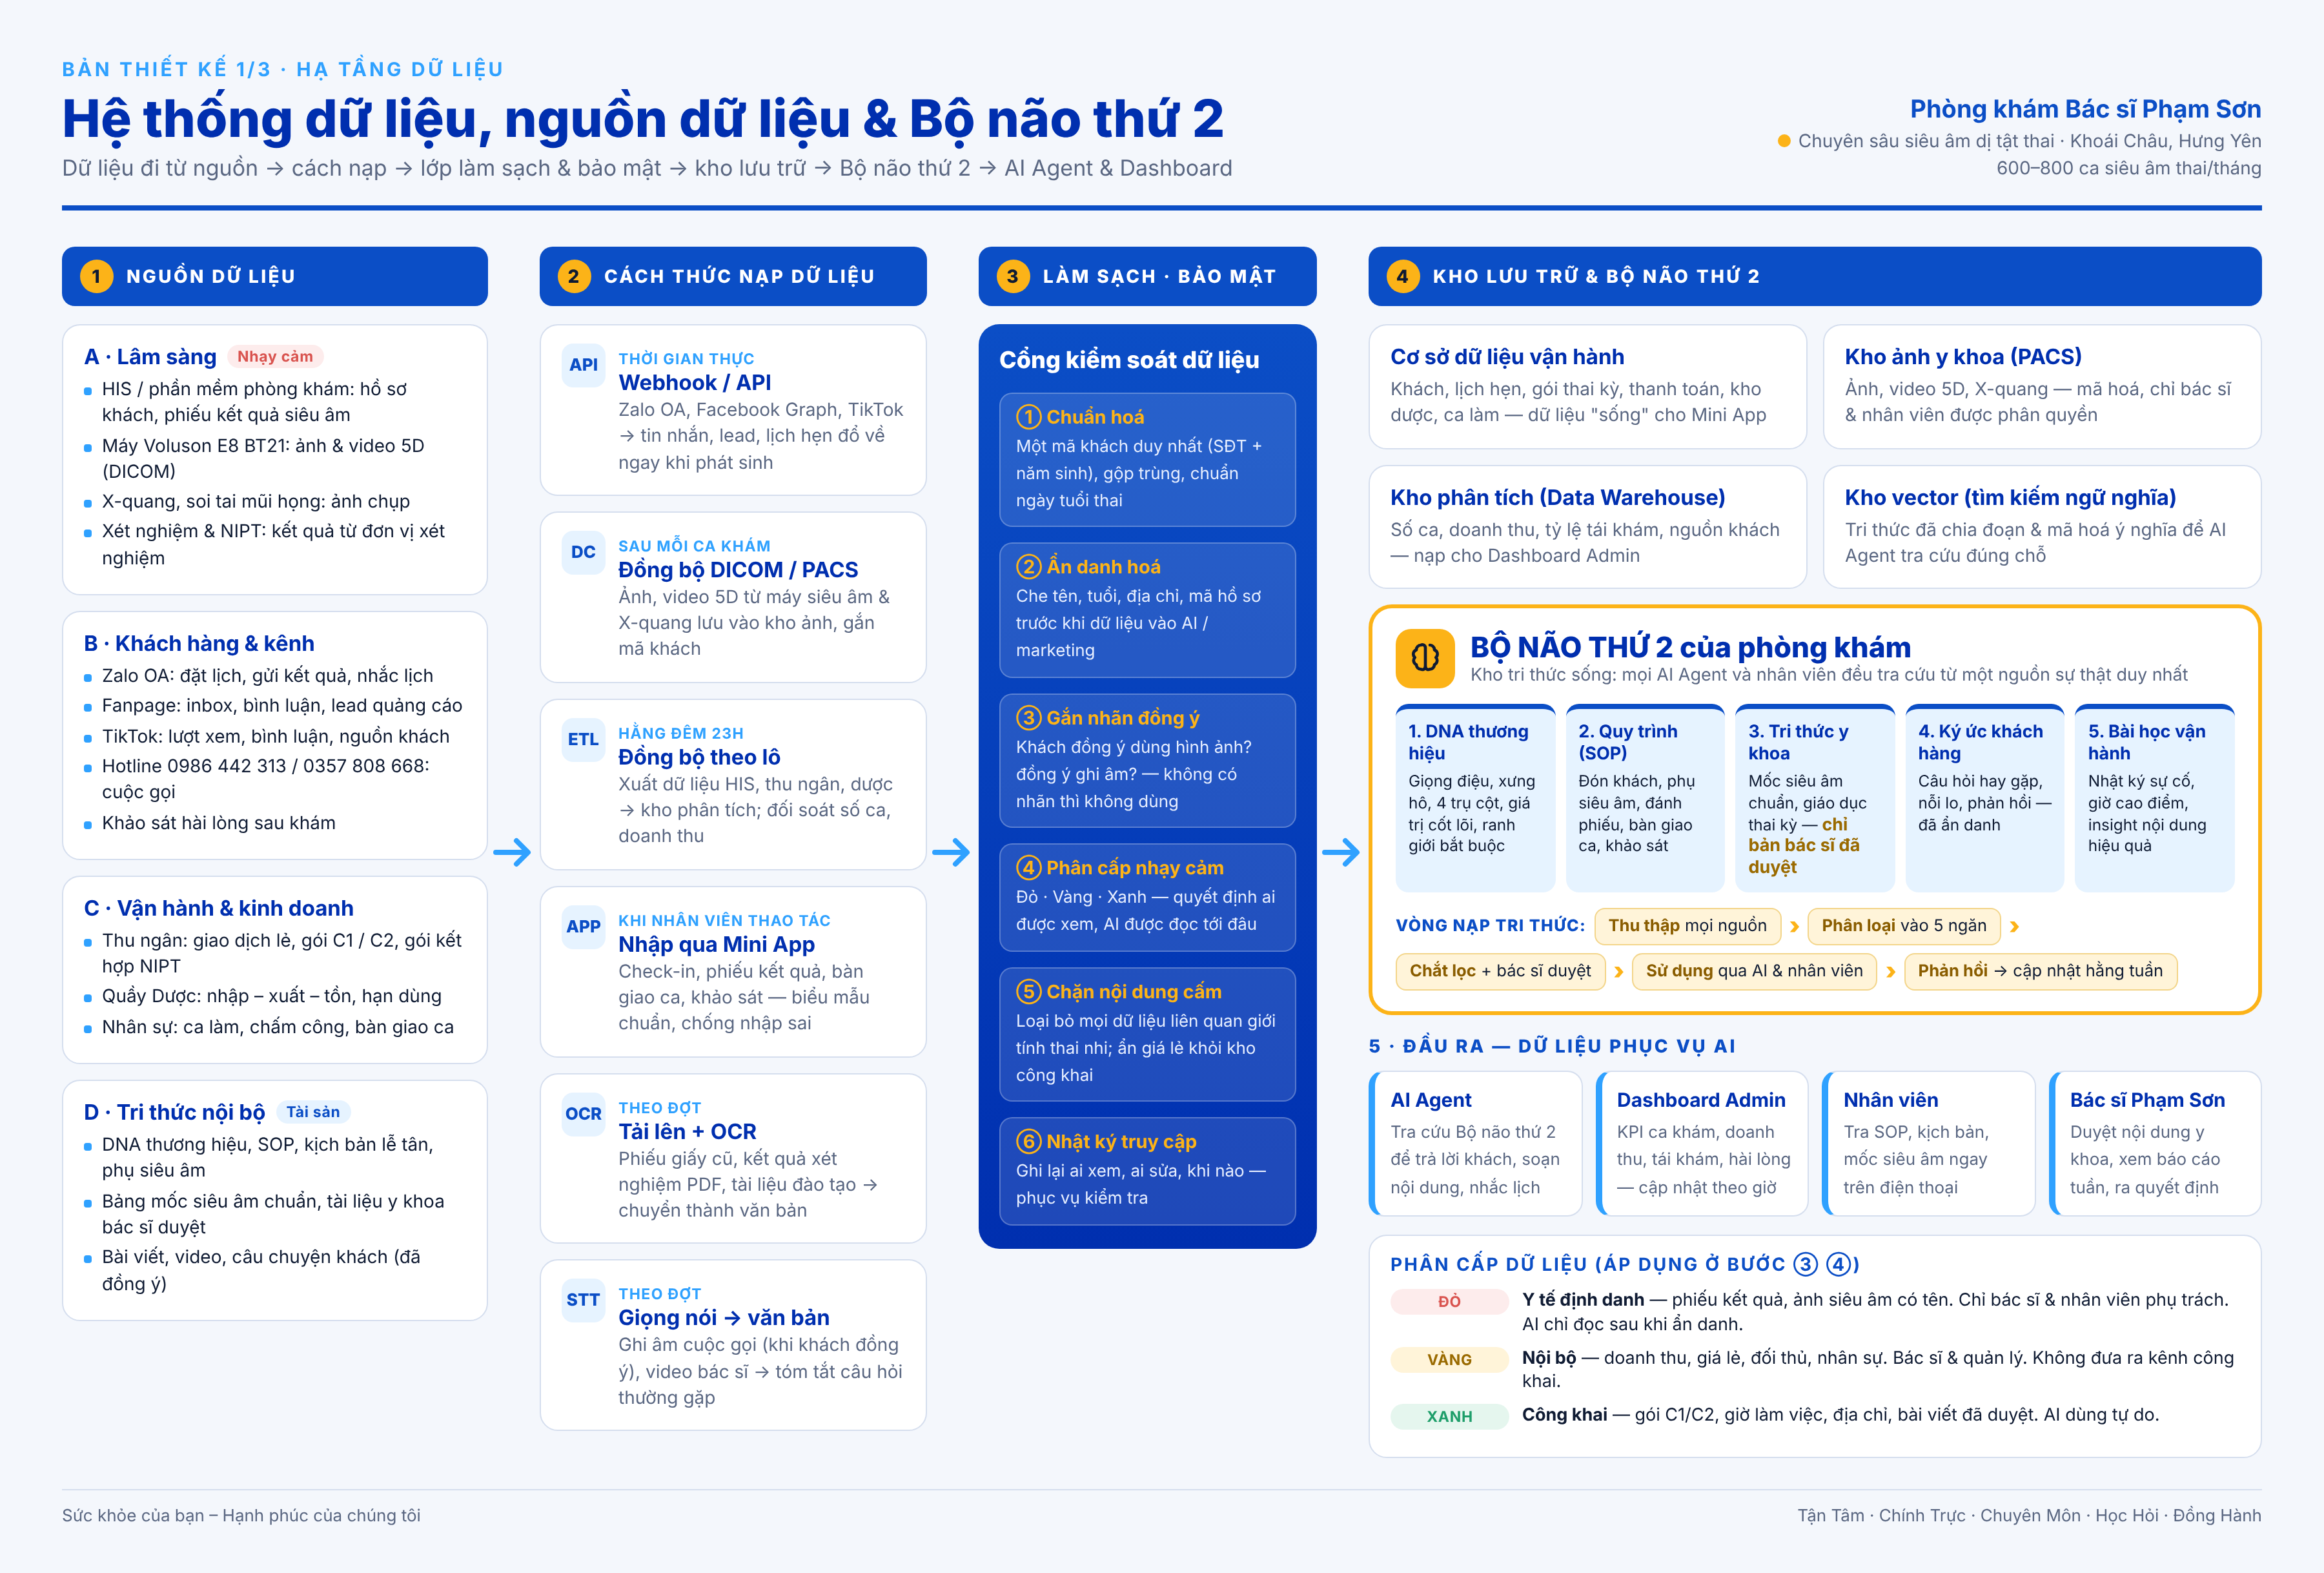 BẢN THIẾT KẾ 1/3 · HẠ TẦNG DỮ LIỆU
Hệ thống dữ liệu, nguồn dữ liệu & Bộ não thứ 2
Dữ liệu đi từ nguồn → cách nạp → lớp làm sạch & bảo mật → kho lưu trữ → Bộ não thứ 2 → AI Agent & Dashboard
Phòng khám Bác sĩ Phạm Sơn
Chuyên sâu siêu âm dị tật thai · Khoái Châu, Hưng Yên
600–800 ca siêu âm thai/tháng
1 NGUỒN DỮ LIỆU
A · Lâm sàng Nhạy cảm
HIS / phần mềm phòng khám: hồ sơ
khách, phiếu kết quả siêu âm
Máy Voluson E8 BT21: ảnh & video 5D
(DICOM)
X-quang, soi tai mũi họng: ảnh chụp
Xét nghiệm & NIPT: kết quả từ đơn vị xét
nghiệm
B · Khách hàng & kênh
Zalo OA: đặt lịch, gửi kết quả, nhắc lịch
Fanpage: inbox, bình luận, lead quảng cáo
TikTok: lượt xem, bình luận, nguồn khách
Hotline 0986 442 313 / 0357 808 668:
cuộc gọi
Khảo sát hài lòng sau khám
C · Vận hành & kinh doanh
Thu ngân: giao dịch lẻ, gói C1 / C2, gói kết
hợp NIPT
Quầy Dược: nhập – xuất – tồn, hạn dùng
Nhân sự: ca làm, chấm công, bàn giao ca
D · Tri thức nội bộ Tài sản
DNA thương hiệu, SOP, kịch bản lễ tân,
phụ siêu âm
Bảng mốc siêu âm chuẩn, tài liệu y khoa
bác sĩ duyệt
Bài viết, video, câu chuyện khách (đã
đồng ý)
2 CÁCH THỨC NẠP DỮ LIỆU
API
THỜI GIAN THỰC
Webhook / API
Zalo OA, Facebook Graph, TikTok
→ tin nhắn, lead, lịch hẹn đổ về
ngay khi phát sinh
DC
SAU MỖI CA KHÁM
Đồng bộ DICOM / PACS
Ảnh, video 5D từ máy siêu âm &
X-quang lưu vào kho ảnh, gắn
mã khách
ETL
HẰNG ĐÊM 23H
Đồng bộ theo lô
Xuất dữ liệu HIS, thu ngân, dược
→ kho phân tích; đối soát số ca,
doanh thu
APP
KHI NHÂN VIÊN THAO TÁC
Nhập qua Mini App
Check-in, phiếu kết quả, bàn
giao ca, khảo sát — biểu mẫu
chuẩn, chống nhập sai
OCR
THEO ĐỢT
Tải lên + OCR
Phiếu giấy cũ, kết quả xét
nghiệm PDF, tài liệu đào tạo →
chuyển thành văn bản
STT
THEO ĐỢT
Giọng nói → văn bản
Ghi âm cuộc gọi (khi khách đồng
ý), video bác sĩ → tóm tắt câu hỏi
thường gặp
3 LÀM SẠCH · BẢO MẬT
Cổng kiểm soát dữ liệu
① Chuẩn hoá
Một mã khách duy nhất (SĐT +
năm sinh), gộp trùng, chuẩn
ngày tuổi thai
② Ẩn danh hoá
Che tên, tuổi, địa chỉ, mã hồ sơ
trước khi dữ liệu vào AI /
marketing
③ Gắn nhãn đồng ý
Khách đồng ý dùng hình ảnh?
đồng ý ghi âm? — không có
nhãn thì không dùng
④ Phân cấp nhạy cảm
Đỏ · Vàng · Xanh — quyết định ai
được xem, AI được đọc tới đâu
⑤ Chặn nội dung cấm
Loại bỏ mọi dữ liệu liên quan giới
tính thai nhi; ẩn giá lẻ khỏi kho
công khai
⑥ Nhật ký truy cập
Ghi lại ai xem, ai sửa, khi nào —
phục vụ kiểm tra
4 KHO LƯU TRỮ & BỘ NÃO THỨ 2
Cơ sở dữ liệu vận hành
Khách, lịch hẹn, gói thai kỳ, thanh toán, kho
dược, ca làm — dữ liệu "sống" cho Mini App
Kho ảnh y khoa (PACS)
Ảnh, video 5D, X-quang — mã hoá, chỉ bác sĩ
& nhân viên được phân quyền
Kho phân tích (Data Warehouse)
Số ca, doanh thu, tỷ lệ tái khám, nguồn khách
— nạp cho Dashboard Admin
Kho vector (tìm kiếm ngữ nghĩa)
Tri thức đã chia đoạn & mã hoá ý nghĩa để AI
Agent tra cứu đúng chỗ
BỘ NÃO THỨ 2 của phòng khám
Kho tri thức sống: mọi AI Agent và nhân viên đều tra cứu từ một nguồn sự thật duy nhất
1. DNA thương
hiệu
Giọng điệu, xưng
hô, 4 trụ cột, giá
trị cốt lõi, ranh
giới bắt buộc
2. Quy trình
(SOP)
Đón khách, phụ
siêu âm, đánh
phiếu, bàn giao
ca, khảo sát
3. Tri thức y
khoa
Mốc siêu âm
chuẩn, giáo dục
thai kỳ — chỉ
bản bác sĩ đã
duyệt
4. Ký ức khách
hàng
Câu hỏi hay gặp,
nỗi lo, phản hồi —
đã ẩn danh
5. Bài học vận
hành
Nhật ký sự cố,
giờ cao điểm,
insight nội dung
hiệu quả
VÒNG NẠP TRI THỨC: Thu thập mọi nguồn › Phân loại vào 5 ngăn ›
Chắt lọc + bác sĩ duyệt › Sử dụng qua AI & nhân viên › Phản hồi → cập nhật hằng tuần
5 · ĐẦU RA — DỮ LIỆU PHỤC VỤ AI
AI Agent
Tra cứu Bộ não thứ 2
để trả lời khách, soạn
nội dung, nhắc lịch
Dashboard Admin
KPI ca khám, doanh
thu, tái khám, hài lòng
— cập nhật theo giờ
Nhân viên
Tra SOP, kịch bản,
mốc siêu âm ngay
trên điện thoại
Bác sĩ Phạm Sơn
Duyệt nội dung y
khoa, xem báo cáo
tuần, ra quyết định
PHÂN CẤP DỮ LIỆU (ÁP DỤNG Ở BƯỚC ③ ④)
ĐỎ Y tế định danh — phiếu kết quả, ảnh siêu âm có tên. Chỉ bác sĩ & nhân viên phụ trách.
AI chỉ đọc sau khi ẩn danh.
VÀNG Nội bộ — doanh thu, giá lẻ, đối thủ, nhân sự. Bác sĩ & quản lý. Không đưa ra kênh công
khai.
XANH Công khai — gói C1/C2, giờ làm việc, địa chỉ, bài viết đã duyệt. AI dùng tự do.
Sức khỏe của bạn – Hạnh phúc của chúng tôi
Tận Tâm · Chính Trực · Chuyên Môn · Học Hỏi · Đồng Hành